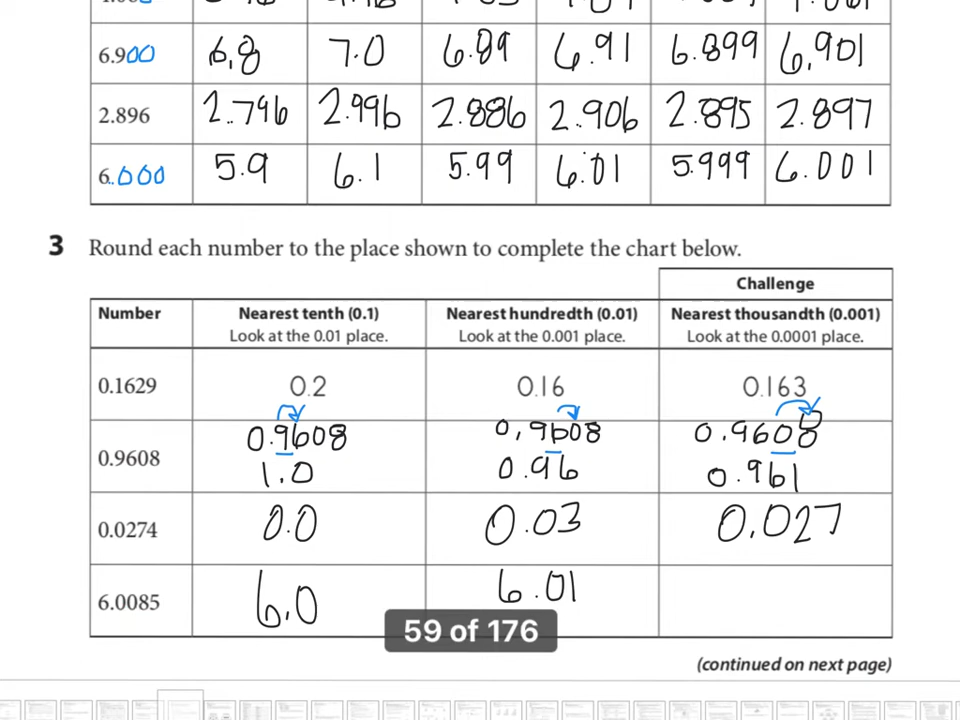 6.900 6.8 7.0 6.89 6.91 6.899 6,901
2.896 2.796 2.996 2.886 2.906 2.895 2.897
6.000 5.9 6.1 5.99 6.01 5.999 6.001
3 Round each number to the place shown to complete the chart below.
Challenge
Number Nearest tenth (0.1) Nearest hundredth (0.01) Nearest thousandth (0.001)
Look at the 0.01 place. Look at the 0.001 place. Look at the 0.0001 place.
0.1629 0.2 0.16 0.163
0.9608 0,9608 0.9608
0.9608
1.0 0.96 0.961
0.0274 0.0 0.03 0.027
6.0085 6.0 6.01
59 of 176
(continued on next page)